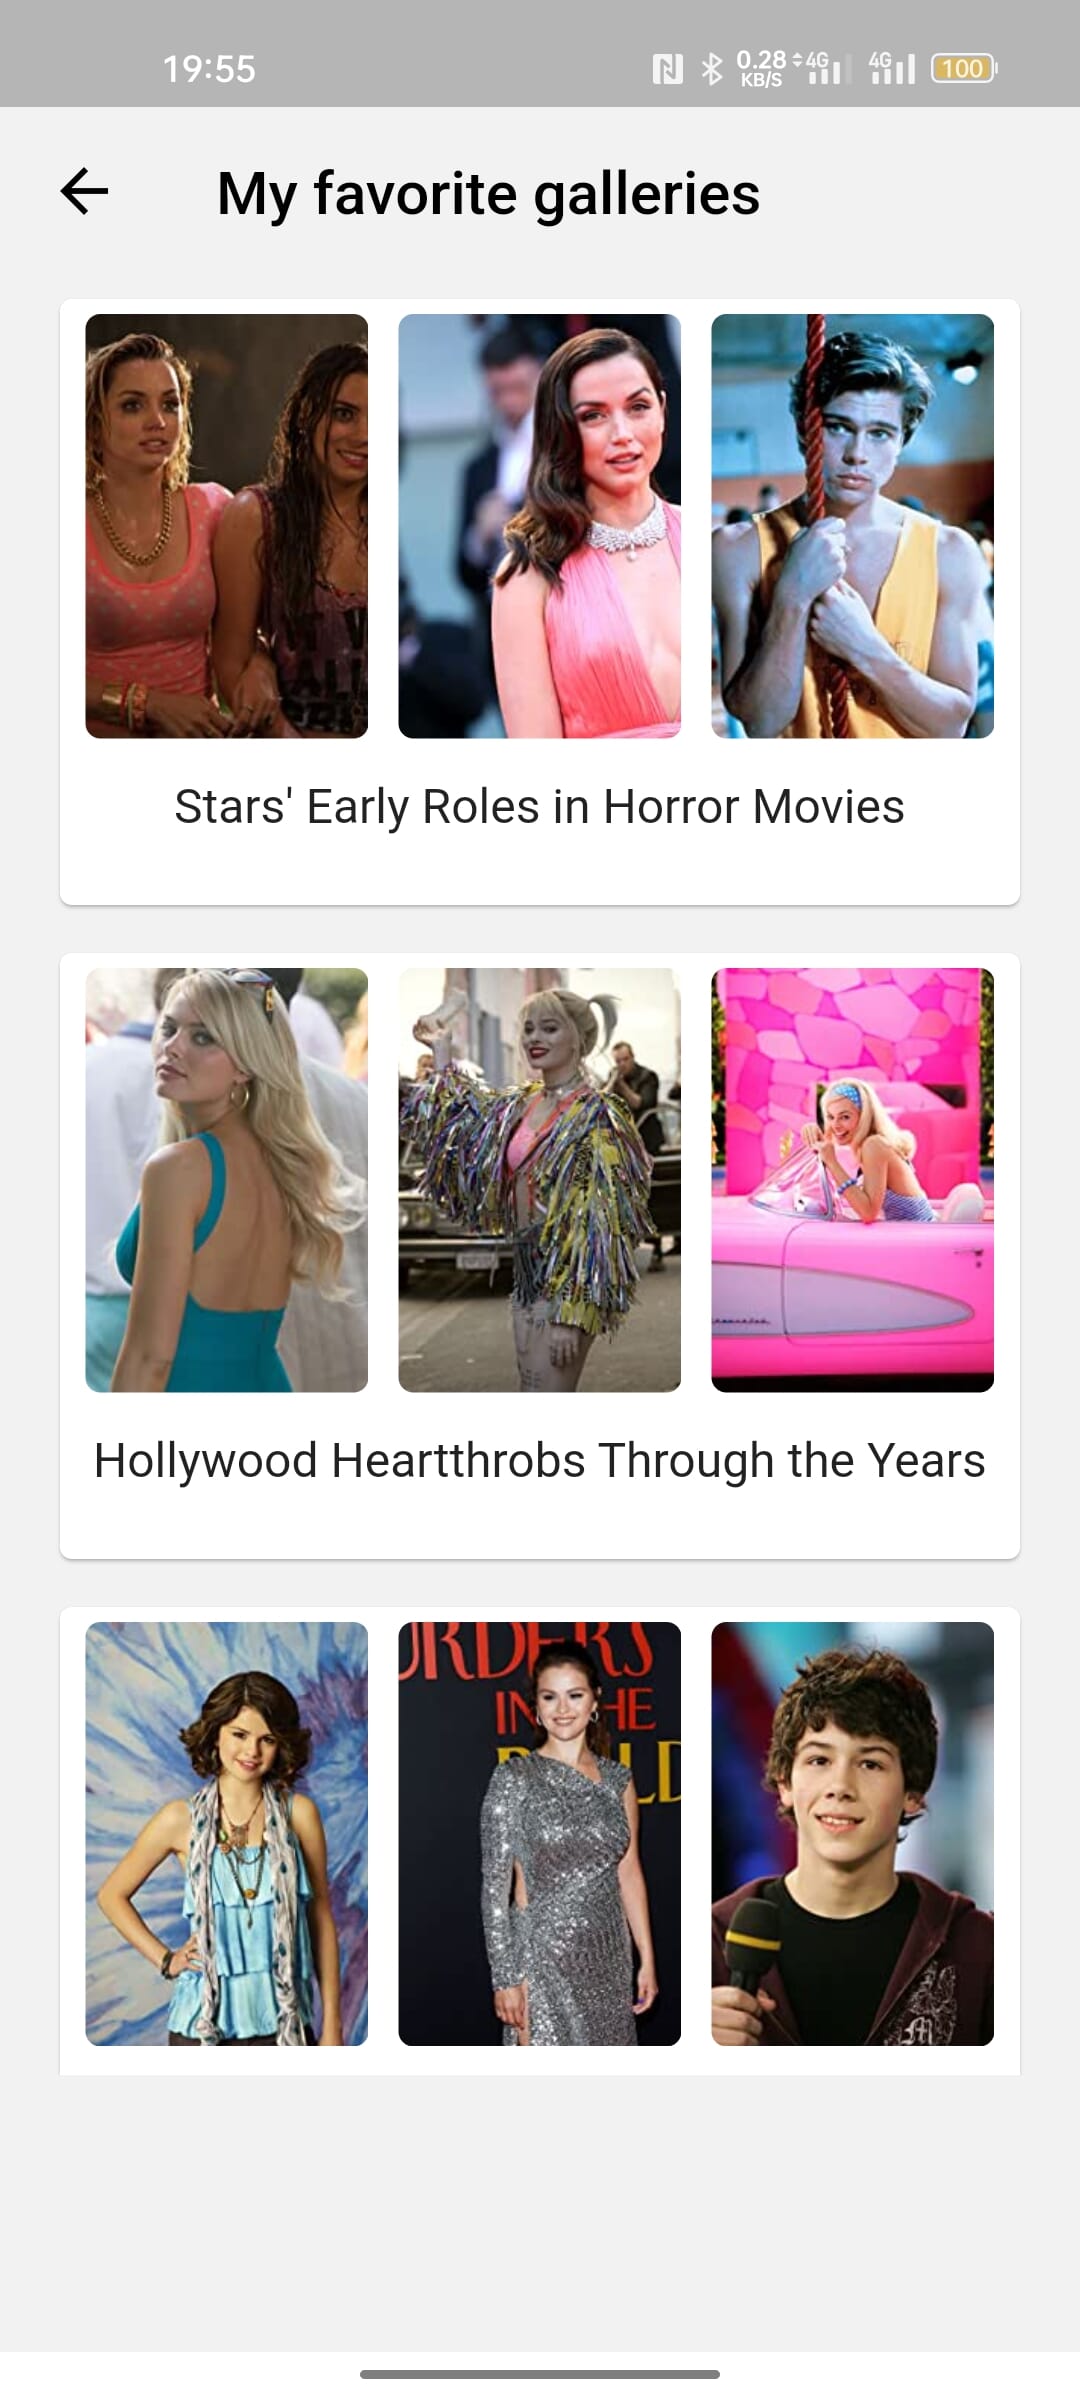 19:55
0.28 KB/S 4G 4G 100
My favorite galleries
Stars' Early Roles in Horror Movies
Hollywood Heartthrobs Through the Years
IN THE